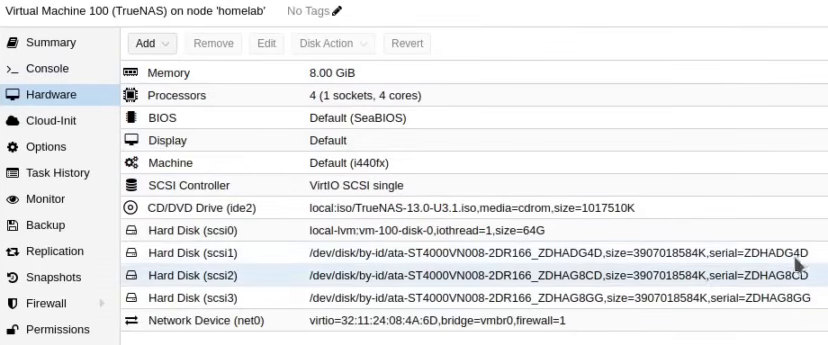 Virtual Machine 100 (TrueNAS) on node 'homelab' No Tags
Summary
Console
Hardware
Cloud-Init
Options
Task History
Monitor
Backup
Replication
Snapshots
Firewall
Permissions
Add Remove Edit Disk Action Revert
Memory 8.00 GiB
Processors 4 (1 sockets, 4 cores)
BIOS Default (SeaBIOS)
Display Default
Machine Default (i440fx)
SCSI Controller VirtIO SCSI single
CD/DVD Drive (ide2) local:iso/TrueNAS-13.0-U3.1.iso,media=cdrom,size=1017510K
Hard Disk (scsi0) local-lvm:vm-100-disk-0,iothread=1,size=64G
Hard Disk (scsi1) /dev/disk/by-id/ata-ST4000VN008-2DR166_ZDHADG4D,size=3907018584K,serial=ZDHADG4D
Hard Disk (scsi2) /dev/disk/by-id/ata-ST4000VN008-2DR166_ZDHAG8CD,size=3907018584K,serial=ZDHAG8CD
Hard Disk (scsi3) /dev/disk/by-id/ata-ST4000VN008-2DR166_ZDHAG8GG,size=3907018584K,serial=ZDHAG8GG
Network Device (net0) virtio=32:11:24:08:4A:6D,bridge=vmbr0,firewall=1